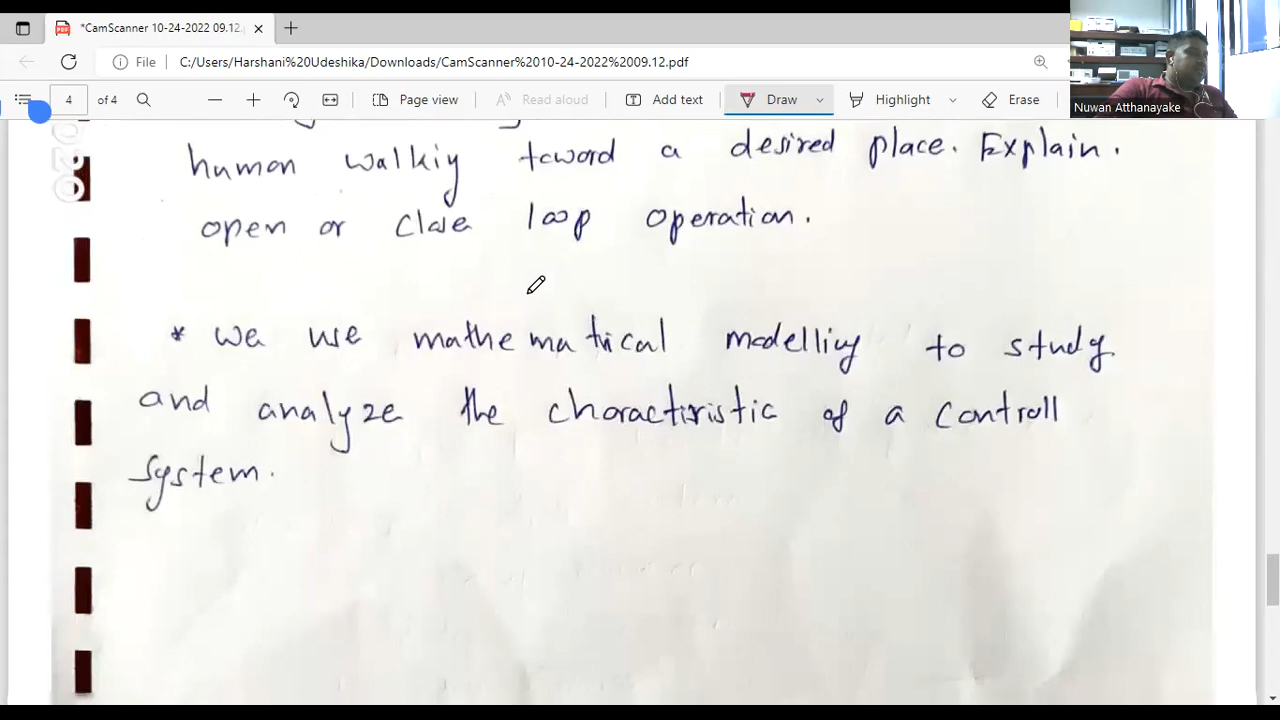 *CamScanner 10-24-2022 09.12.
File C:/Users/Harshani%20Udeshika/Documents/CamScanner%2010-24-2022%2009.12.pdf
4 of 4 Page view Read aloud Add text Draw Highlight Erase
Nuwan Atthanayake
human walkiy toward a desired place. Explain.
open or close loop operation.
* we use mathematical modelliy to study
and analyze the charactiristic of a controll
system.